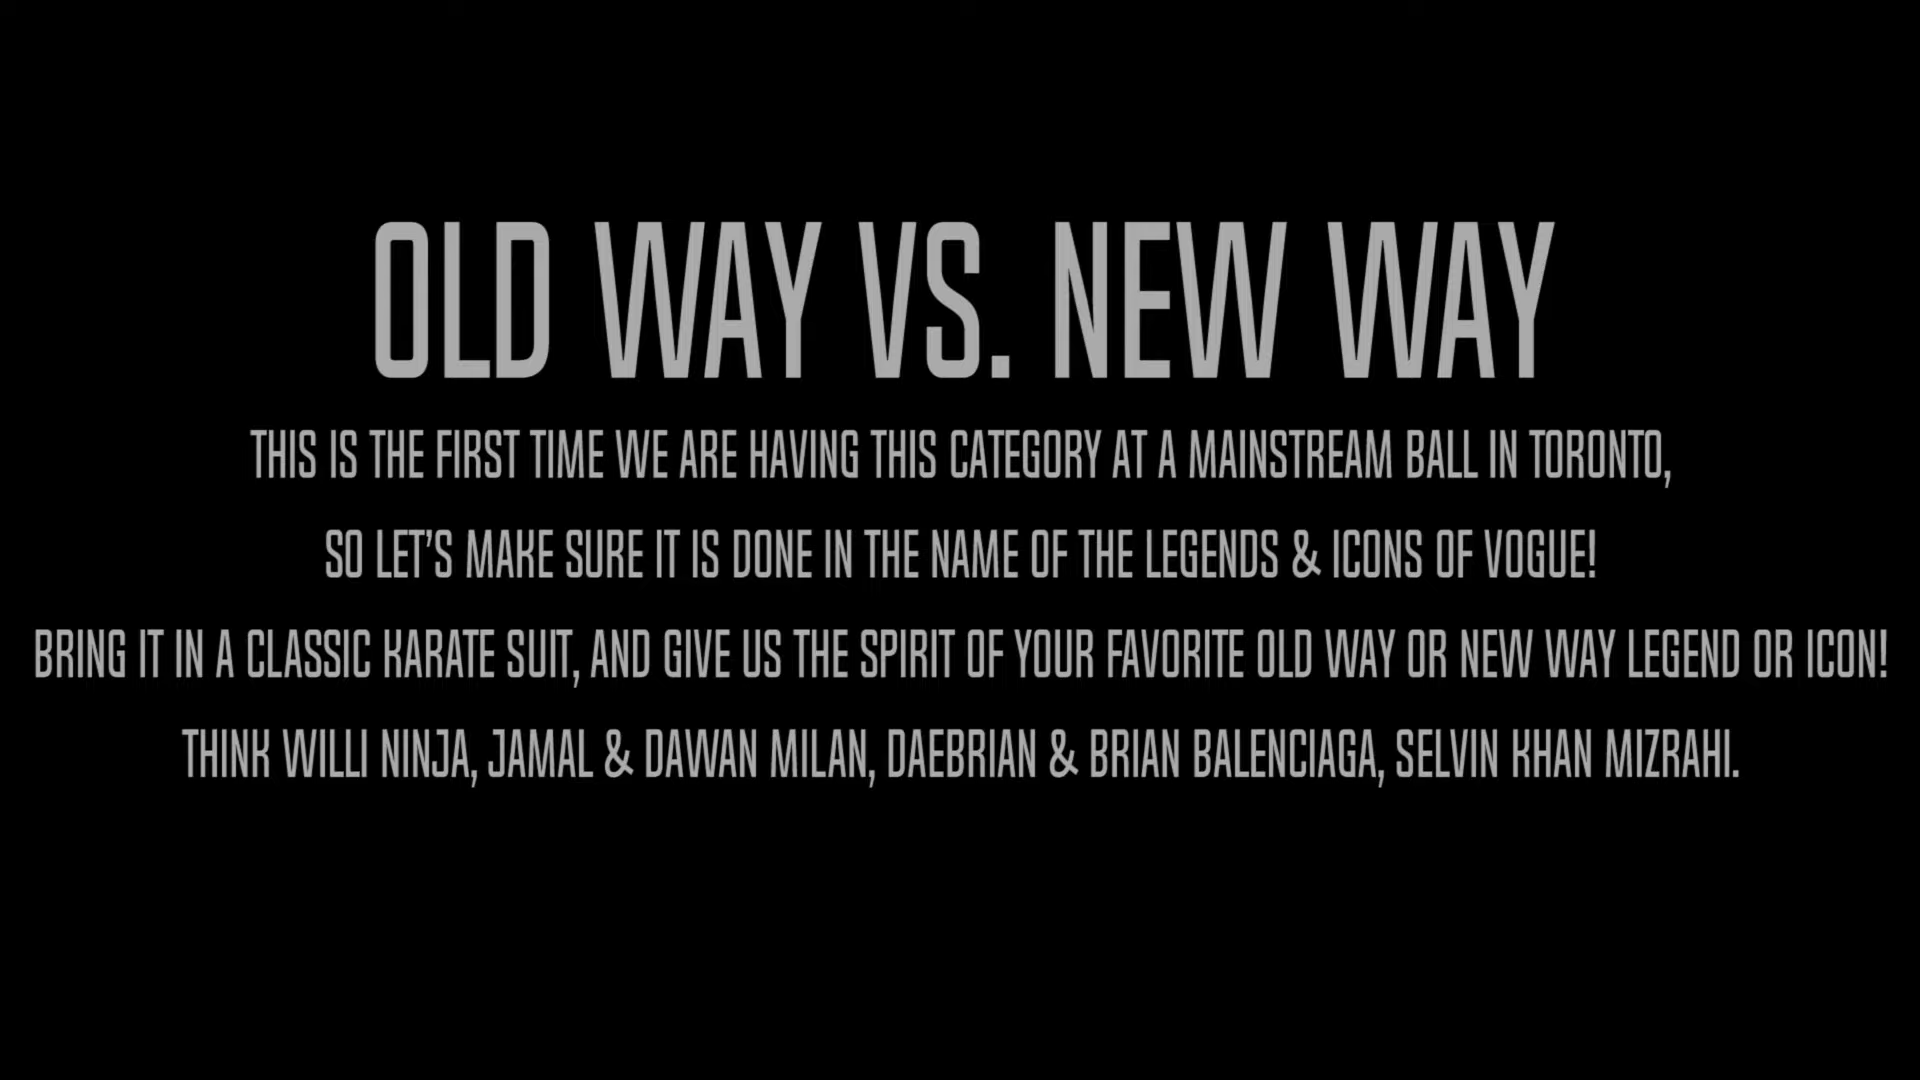 OLD WAY VS. NEW WAY
THIS IS THE FIRST TIME WE ARE HAVING THIS CATEGORY AT A MAINSTREAM BALL IN TORONTO,
SO LET'S MAKE SURE IT IS DONE IN THE NAME OF THE LEGENDS & ICONS OF VOGUE!
BRING IT IN A CLASSIC KARATE SUIT, AND GIVE US THE SPIRIT OF YOUR FAVORITE OLD WAY OR NEW WAY LEGEND OR ICON!
THINK WILLI NINJA, JAMAL & DAWAN MILAN, DAEBRIAN & BRIAN BALENCIAGA, SELVIN KHAN MIZRAHI.